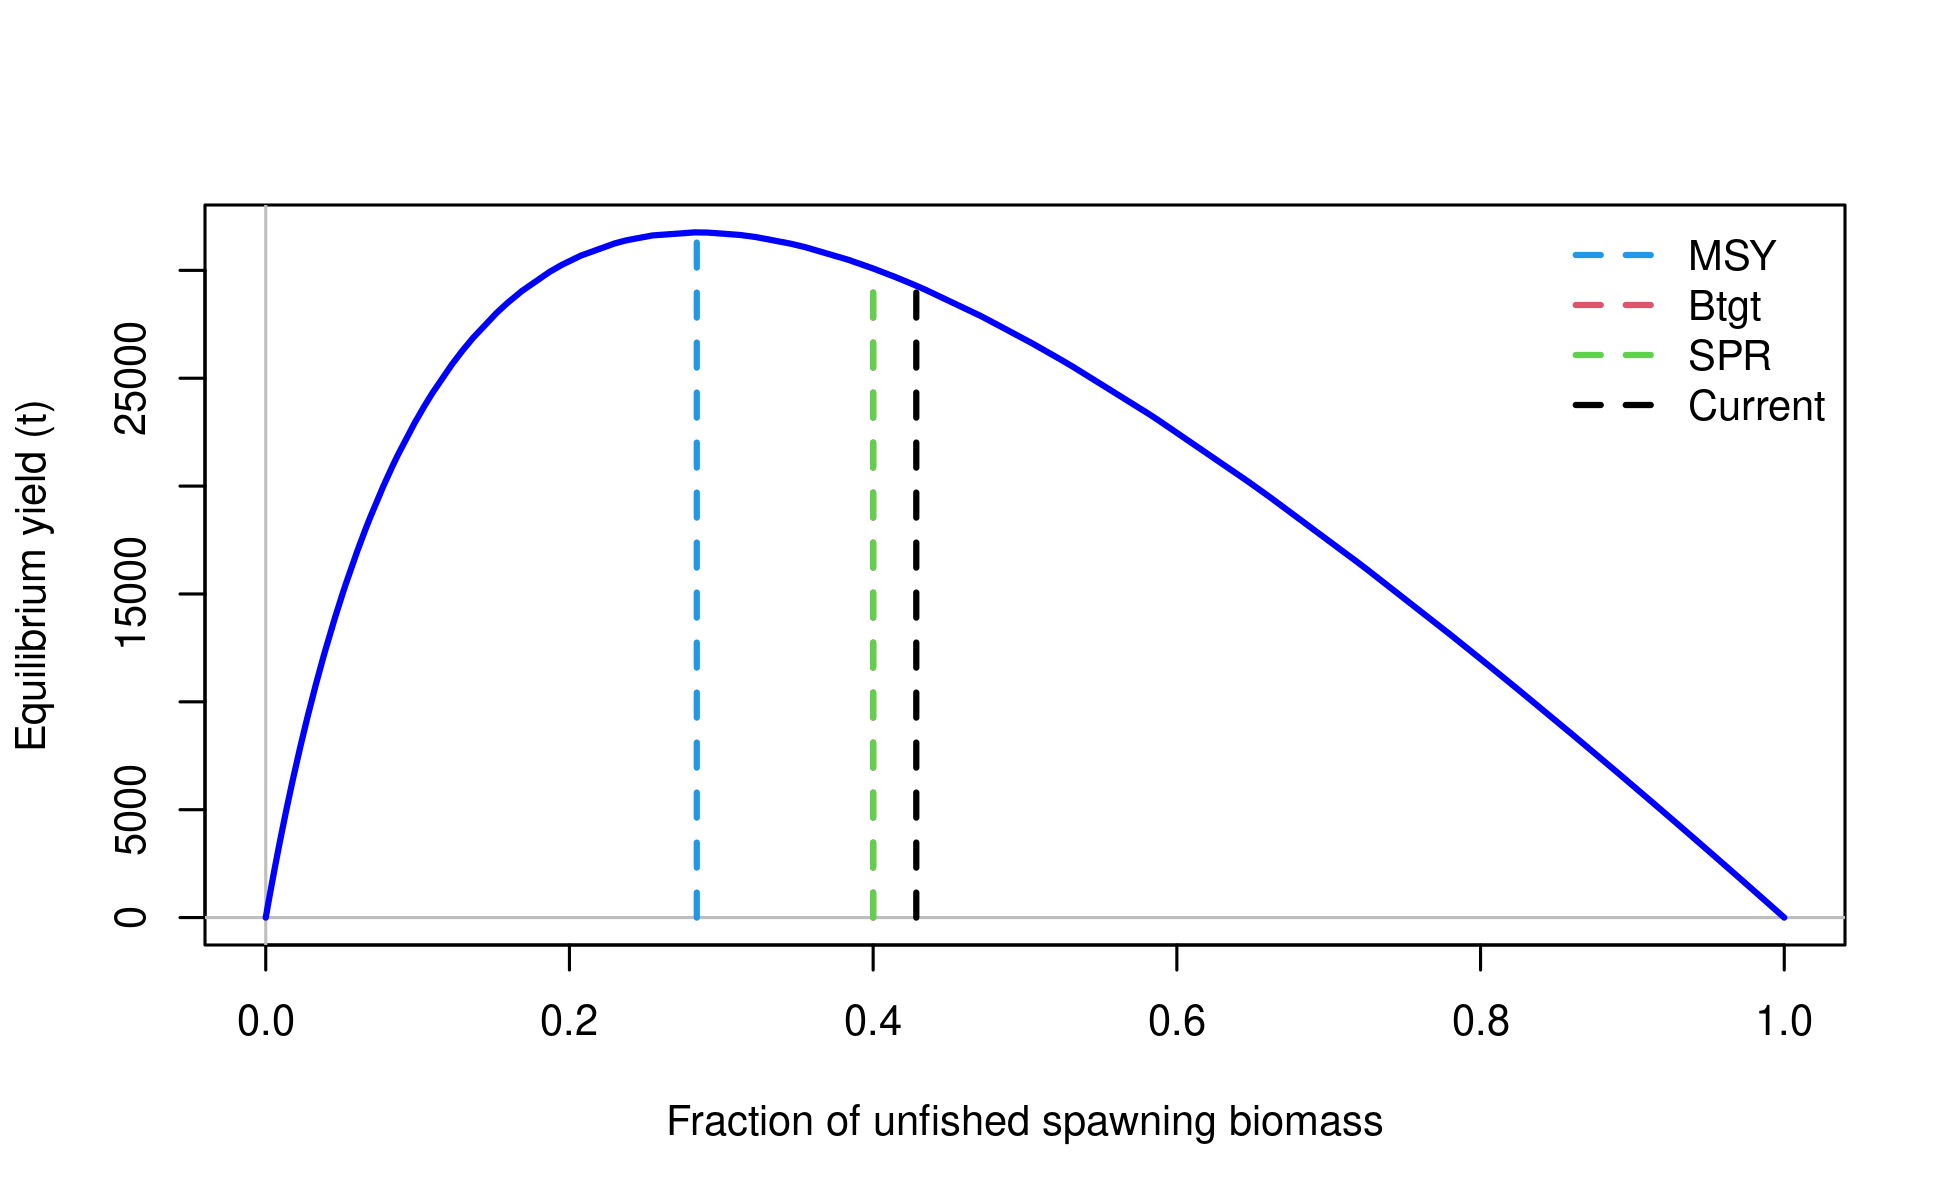 MSY
Btgt
SPR
Current
Equilibrium yield (t)
25000
15000
5000
0
0.0 0.2 0.4 0.6 0.8 1.0
Fraction of unfished spawning biomass